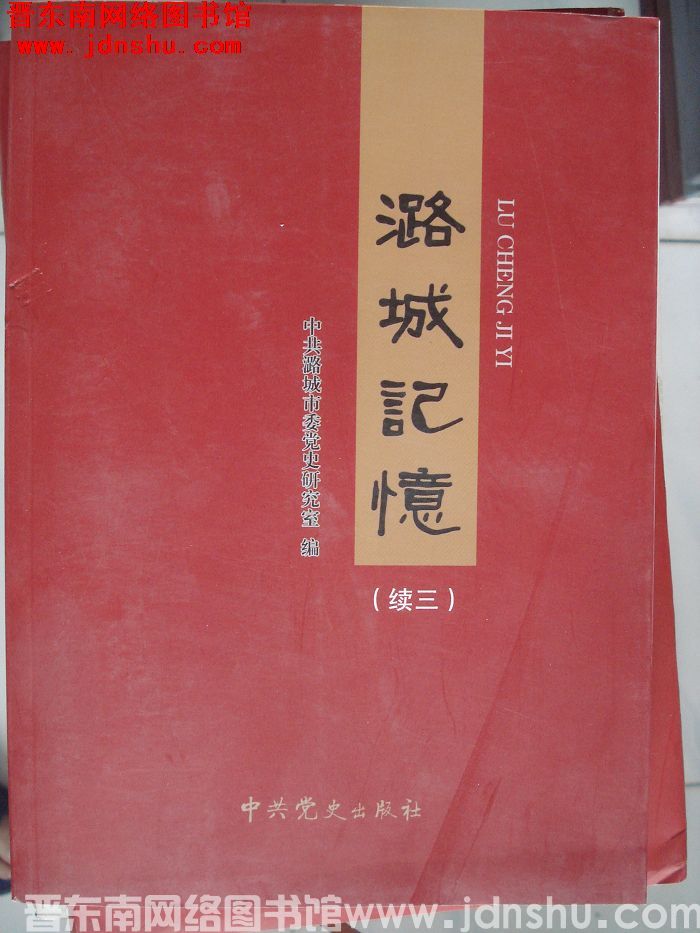 晋东南网络图书馆
www.jdnshu.com
潞城記憶
LU CHENG JI YI
（续三）
中共潞城市委党史研究室 编
中共党史出版社
晋东南网络图书馆www.jdnshu.com